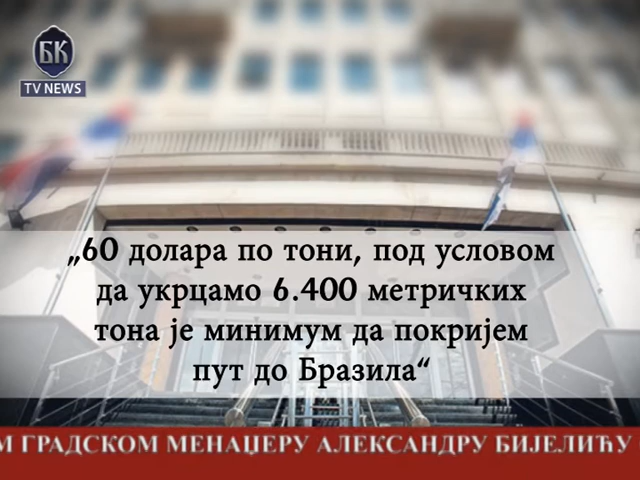 БК
TV NEWS
„60 долара по тони, под условом
да укрцамо 6.400 метричких
тона је минимум да покријем
пут до Бразила“
М ГРАДСКОМ МЕНАЏЕРУ АЛЕКСАНДРУ БИЈЕЛИЋУ